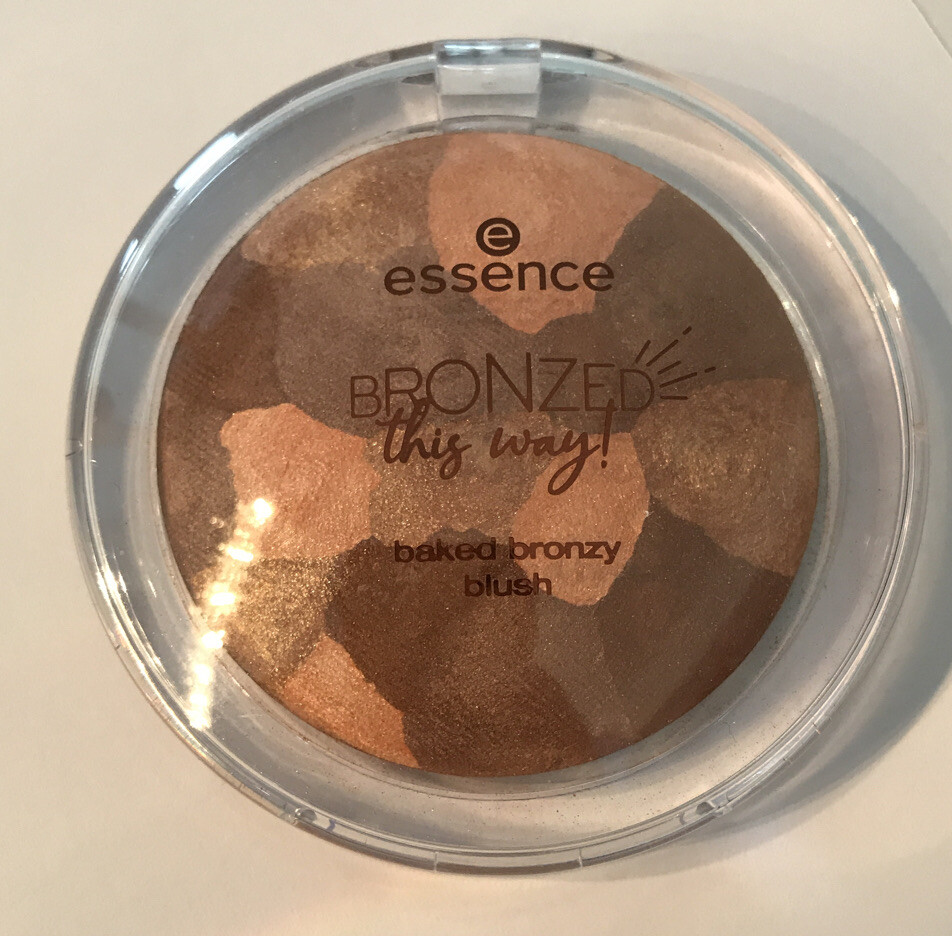 e
essence
BRONZED
this way!
baked bronzy
blush